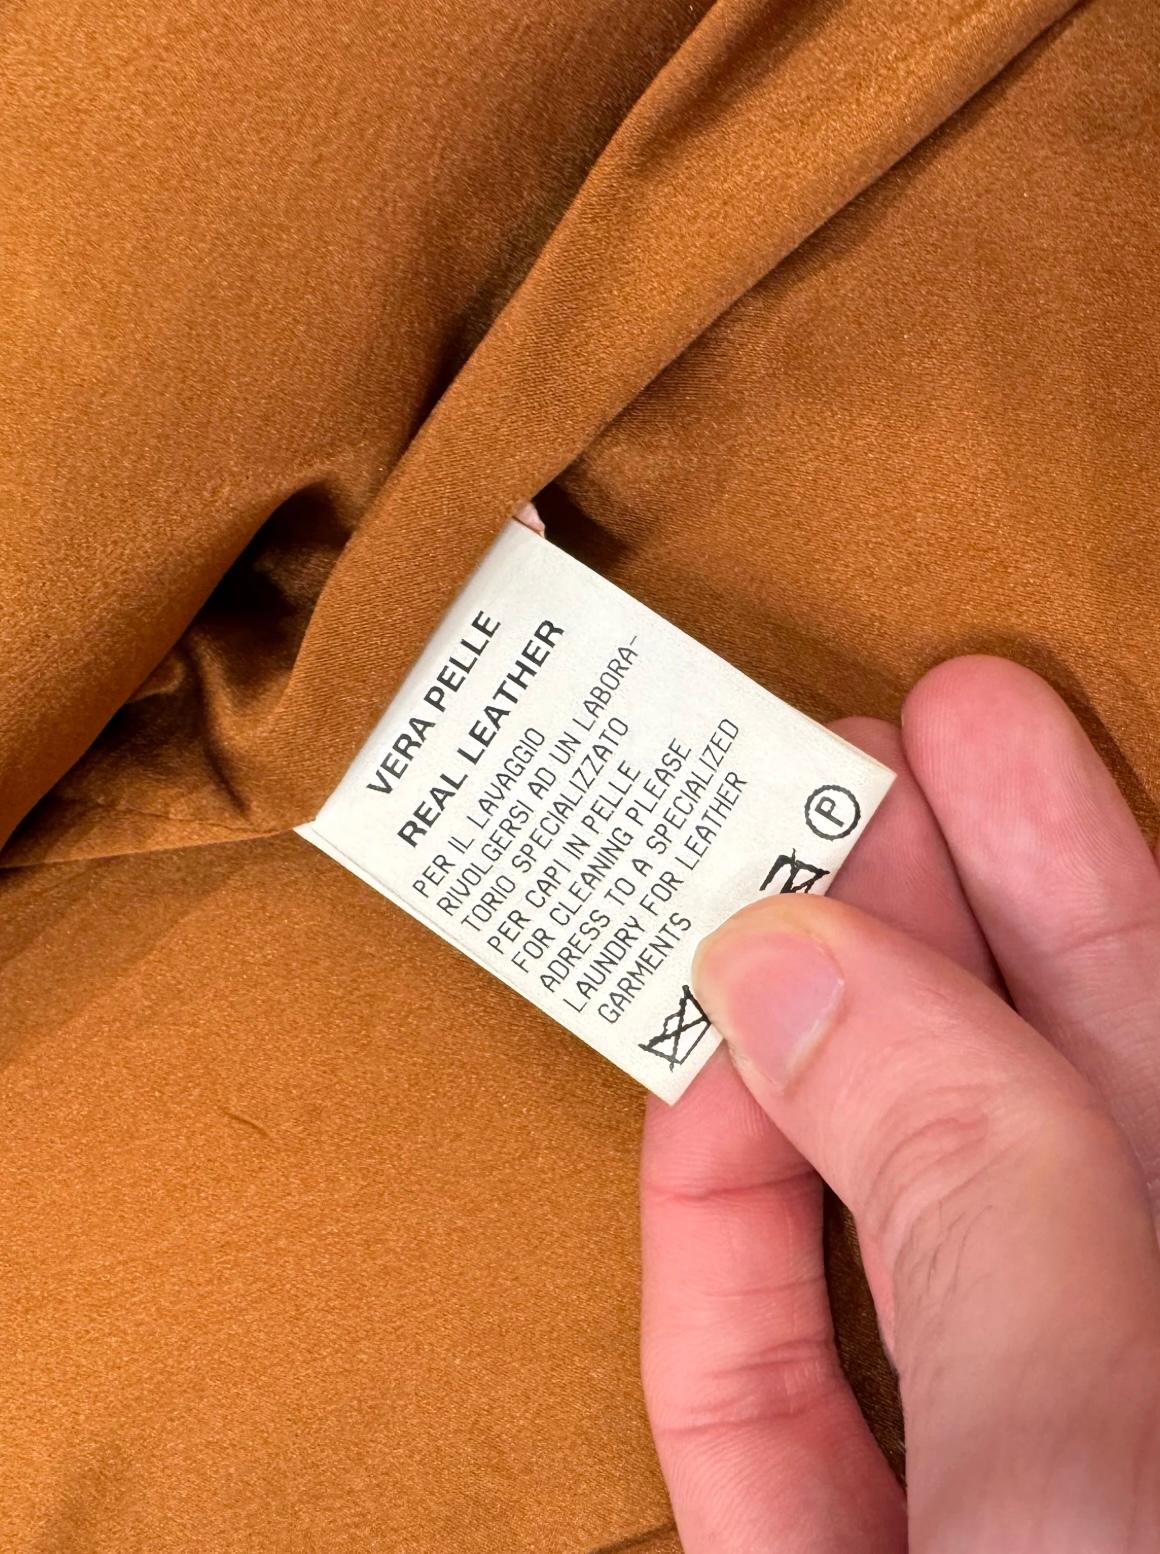 VERA PELLE
REAL LEATHER
PER IL LAVAGGIO
RIVOLGERSI AD UN LABORA-
TORIO SPECIALIZZATO
PER CAPI IN PELLE
FOR CLEANING PLEASE
ADRESS TO A SPECIALIZED
LAUNDRY FOR LEATHER
GARMENTS
P